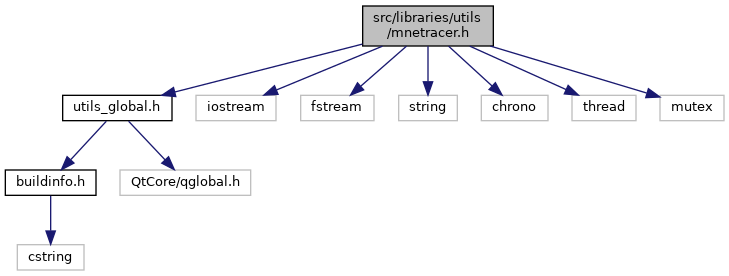 src/libraries/utils
/mnetracer.h
utils_global.h
iostream
fstream
string
chrono
thread
mutex
buildinfo.h
QtCore/qglobal.h
cstring